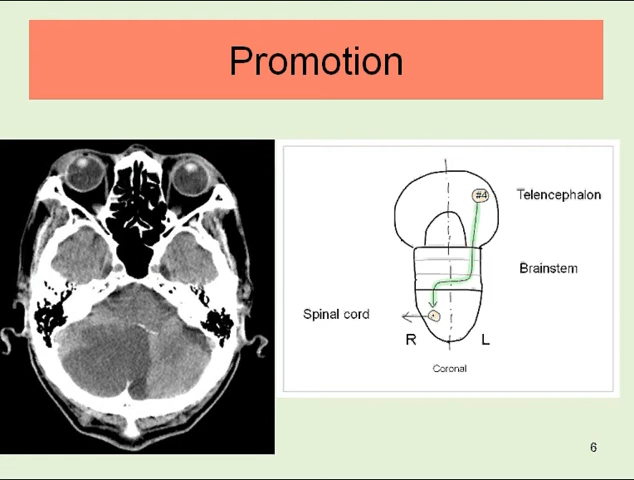 Promotion
#4
Telencephalon
Brainstem
Spinal cord
R
L
Coronal
6